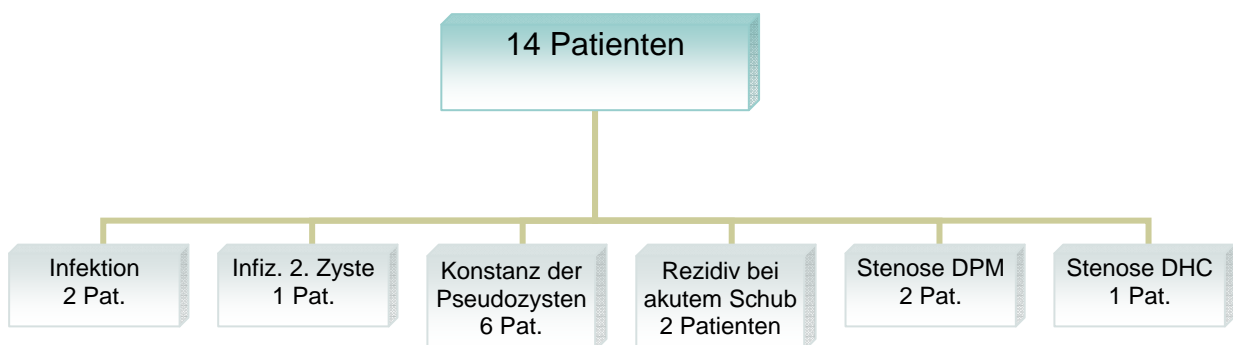 14 Patienten
Infektion
2 Pat.
Infiz. 2. Zyste
1 Pat.
Konstanz der
Pseudozysten
6 Pat.
Rezidiv bei
akutem Schub
2 Patienten
Stenose DPM
2 Pat.
Stenose DHC
1 Pat.